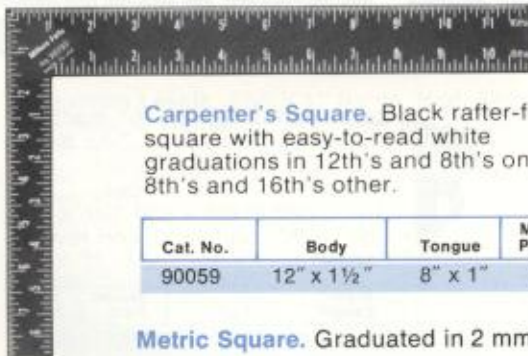 Carpenter's Square. Black rafter-f
square with easy-to-read white
graduations in 12th's and 8th's on
8th's and 16th's other.
Cat. No. Body Tongue
90059 12" x 1½" 8" x 1"
Metric Square. Graduated in 2 mm